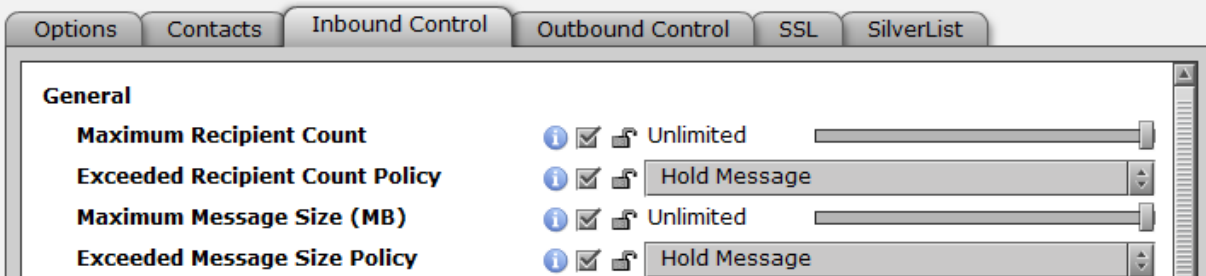 Options Contacts Inbound Control Outbound Control SSL SilverList
General
Maximum Recipient Count Unlimited
Exceeded Recipient Count Policy Hold Message
Maximum Message Size (MB) Unlimited
Exceeded Message Size Policy Hold Message